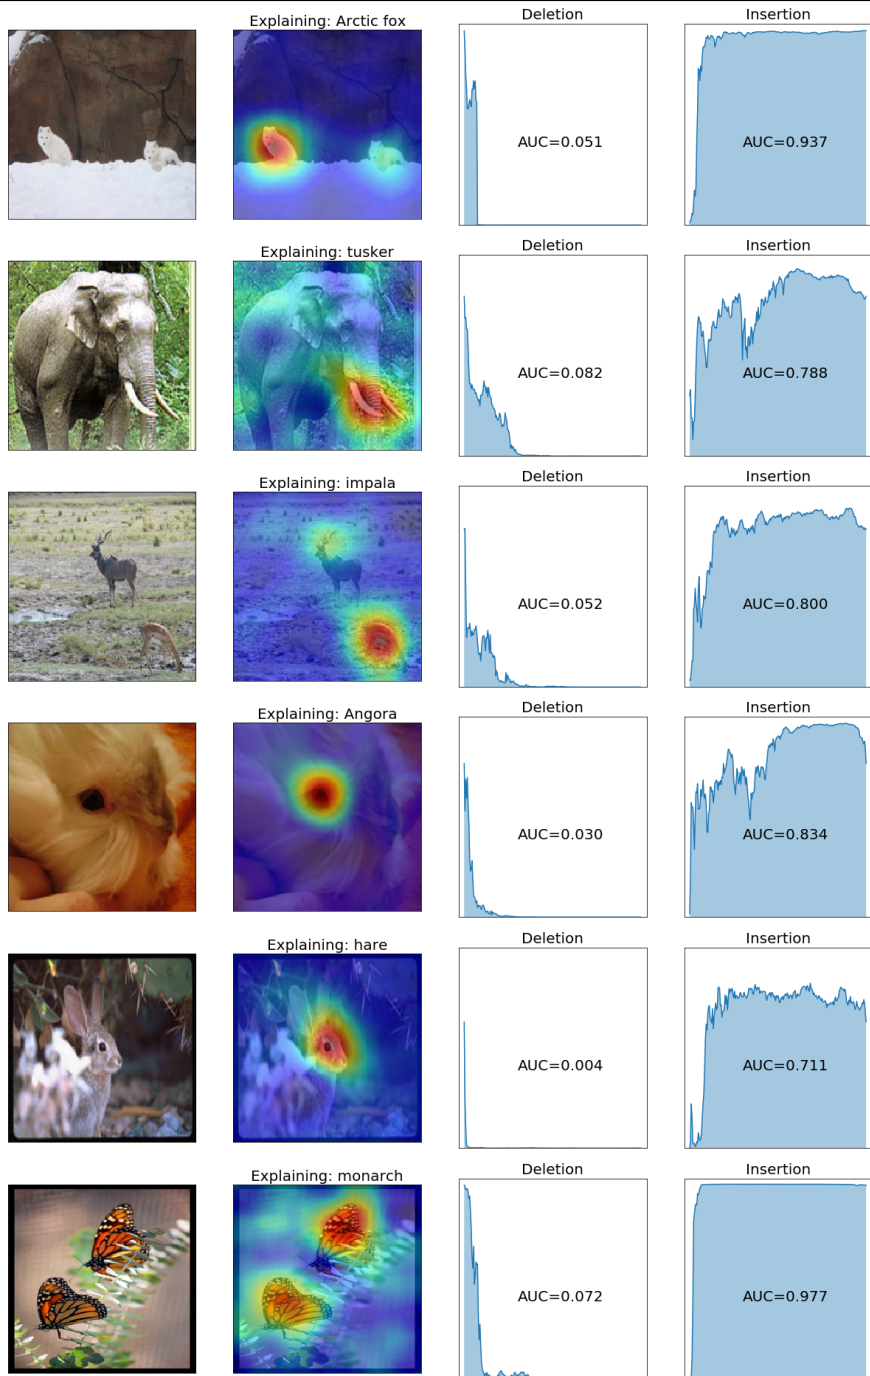 Explaining: Arctic fox
Deletion
Insertion
AUC=0.051
AUC=0.937
Explaining: tusker
Deletion
Insertion
AUC=0.082
AUC=0.788
Explaining: impala
Deletion
Insertion
AUC=0.052
AUC=0.800
Explaining: Angora
Deletion
Insertion
AUC=0.030
AUC=0.834
Explaining: hare
Deletion
Insertion
AUC=0.004
AUC=0.711
Explaining: monarch
Deletion
Insertion
AUC=0.072
AUC=0.977